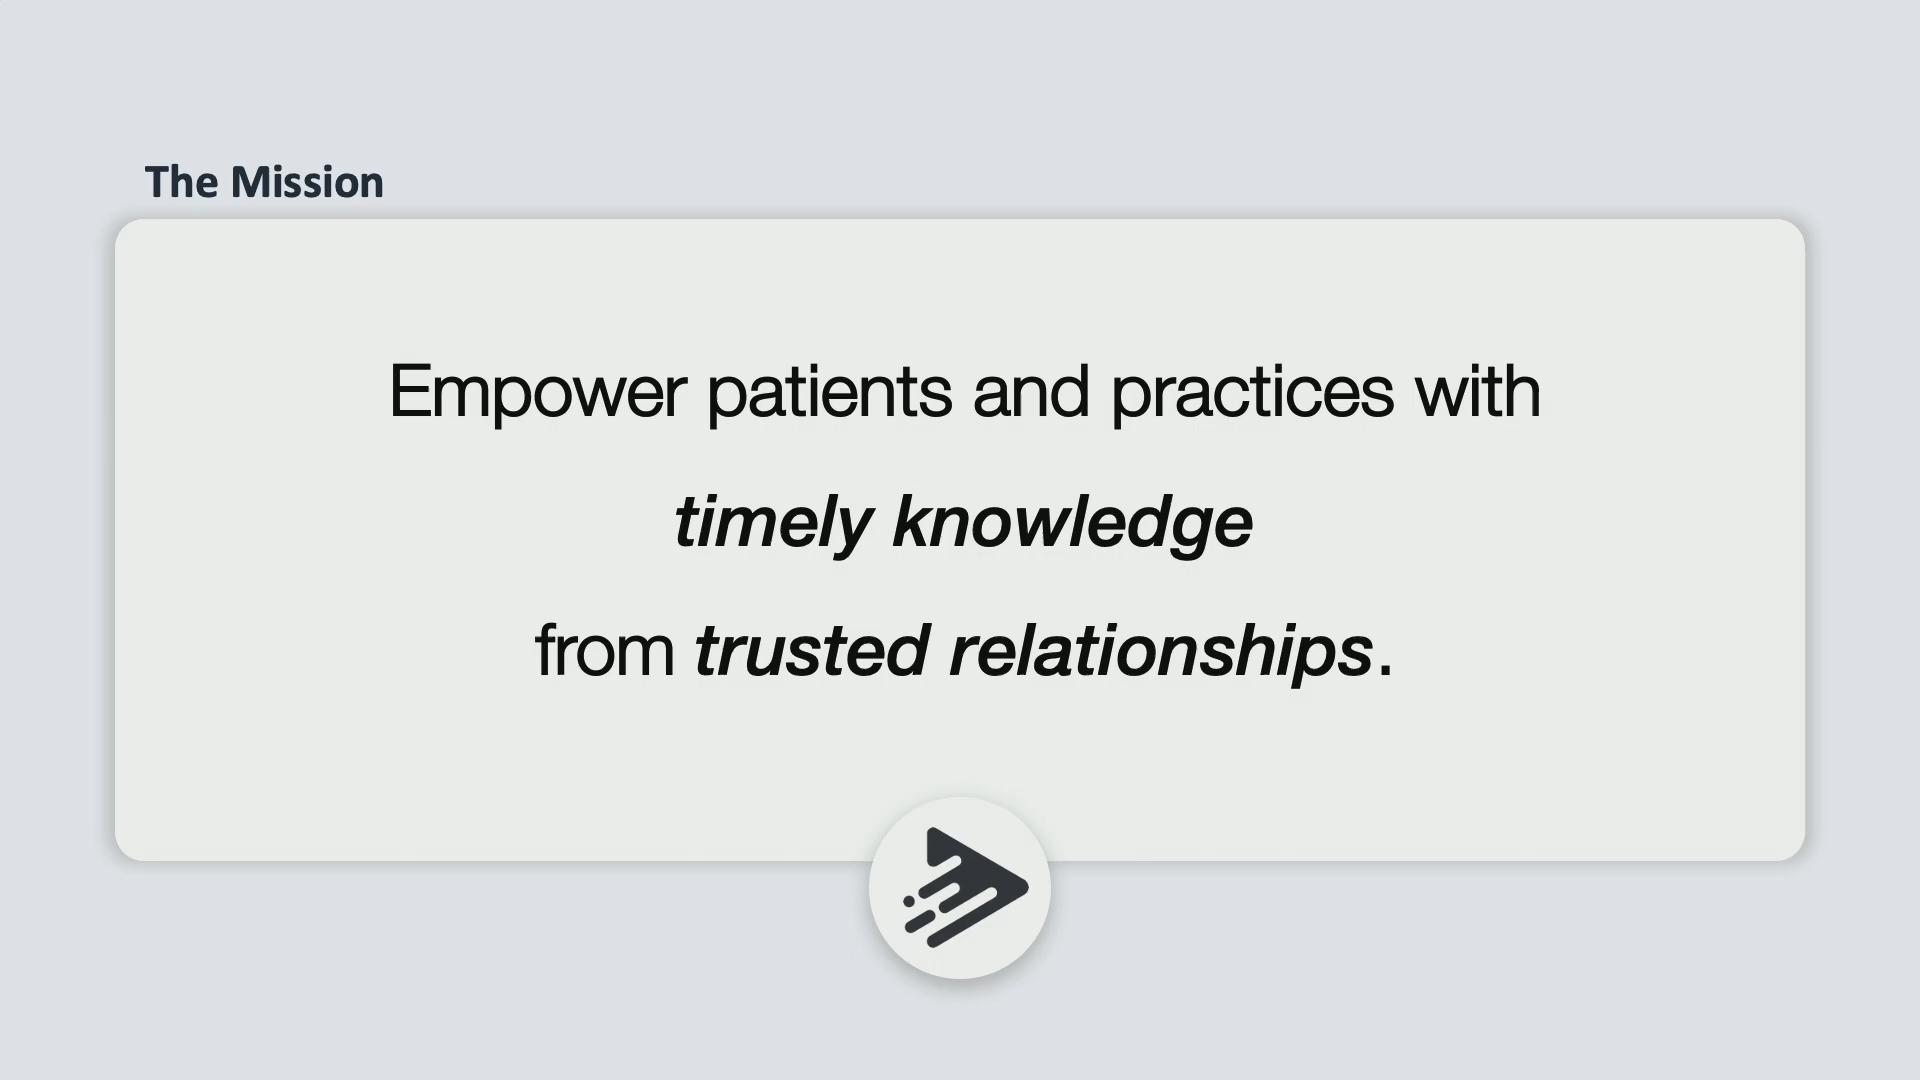 The Mission
Empower patients and practices with
timely knowledge
from trusted relationships.